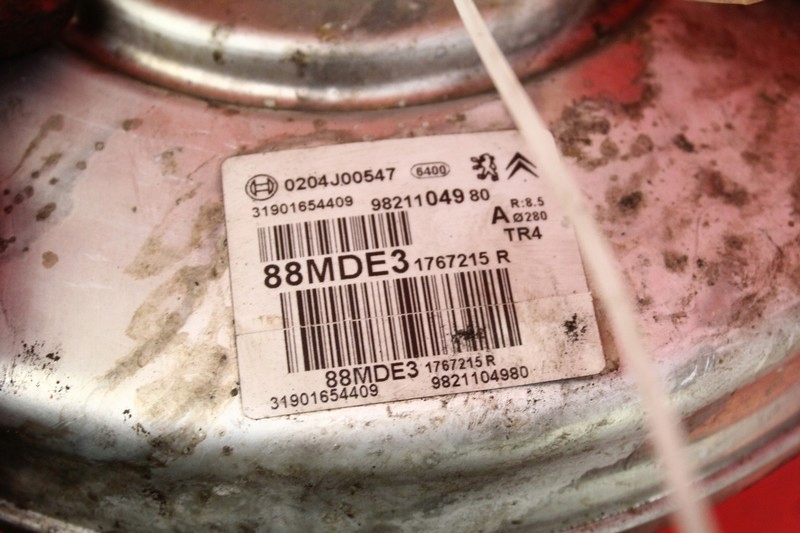 0204J00547 6400
31901654409 98211049 80
R:8.5
A Ø280
TR4
88MDE3 1767215 R
88MDE3 1767215 R
31901654409 9821104980